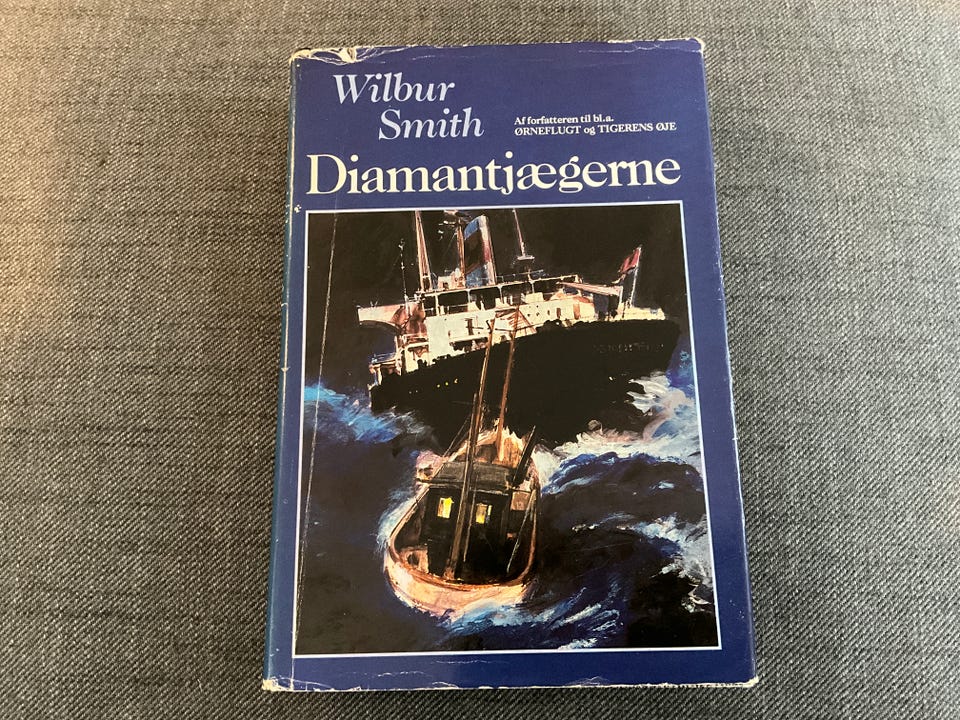 Wilbur
Smith
Af forfatteren til bl.a.
ØRNEFLUGT og TIGERENS ØJE
Diamantjægerne